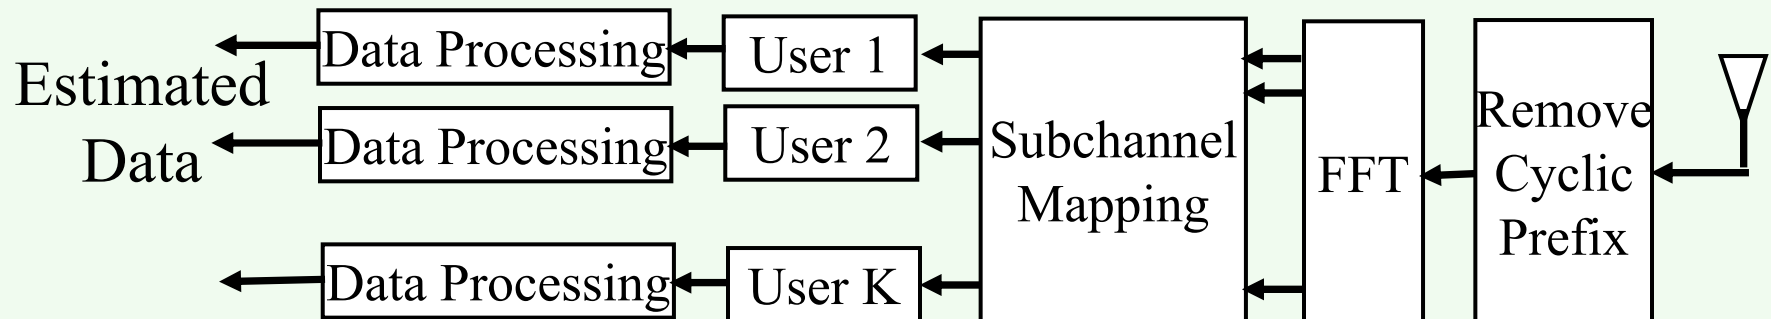 Estimated
Data
Data Processing
User 1
Data Processing
User 2
Data Processing
User K
Subchannel
Mapping
FFT
Remove
Cyclic
Prefix